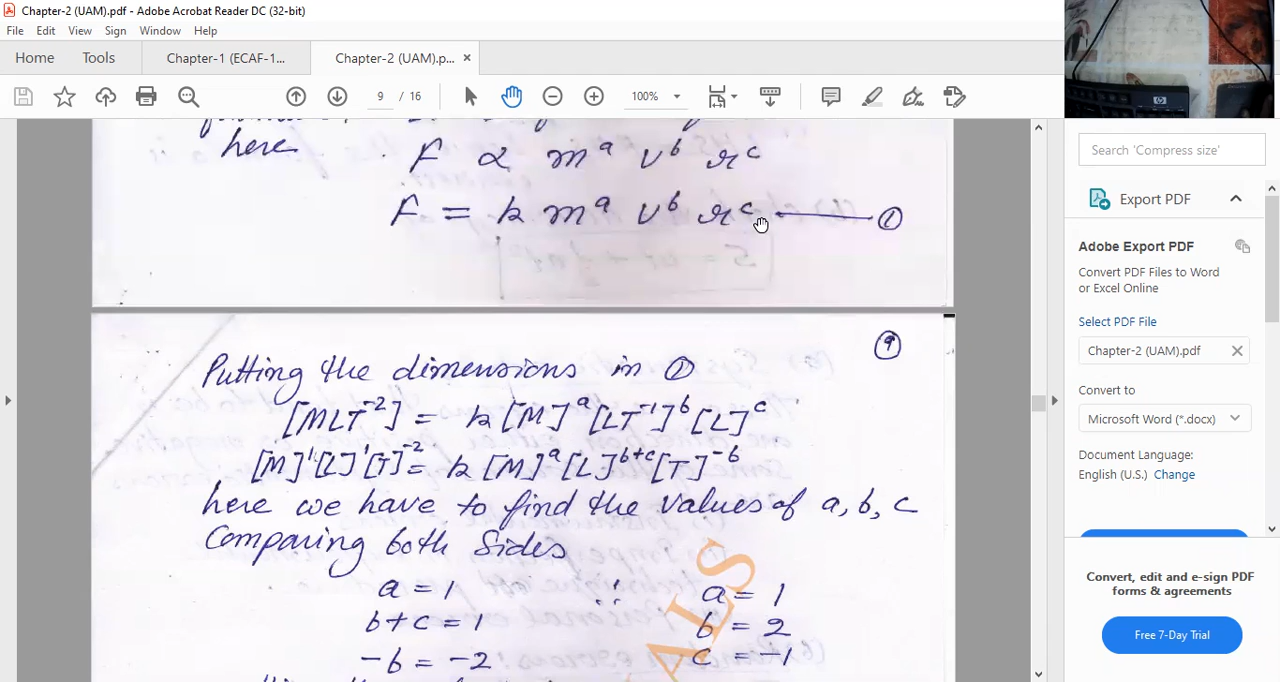 Chapter-2 (UAM).pdf - Adobe Acrobat Reader DC (32-bit)
File Edit View Sign Window Help
Home Tools Chapter-1 (ECAF-1... Chapter-2 (UAM).p... ×
9 / 16 100%
here F ∝ m^a v^b r^c
F = k m^a v^b r^c ——— ①
⑨
Putting the dimensions in ①
[MLT^-2] = k [M]^a [LT^-1]^b [L]^c
[M]^1 [L]^1 [T]^-2 = k [M]^a [L]^b+c [T]^-b
here we have to find the values of a, b, c
Comparing both sides
a = 1 ∴ a = 1
b+c = 1 b = 2
-b = -2 c = -1
ALS
hp
Search 'Compress size'
Export PDF
Adobe Export PDF
Convert PDF Files to Word
or Excel Online
Select PDF File
Chapter-2 (UAM).pdf
Convert to
Microsoft Word (*.docx)
Document Language:
English (U.S.) Change
Convert, edit and e-sign PDF
forms & agreements
Free 7-Day Trial